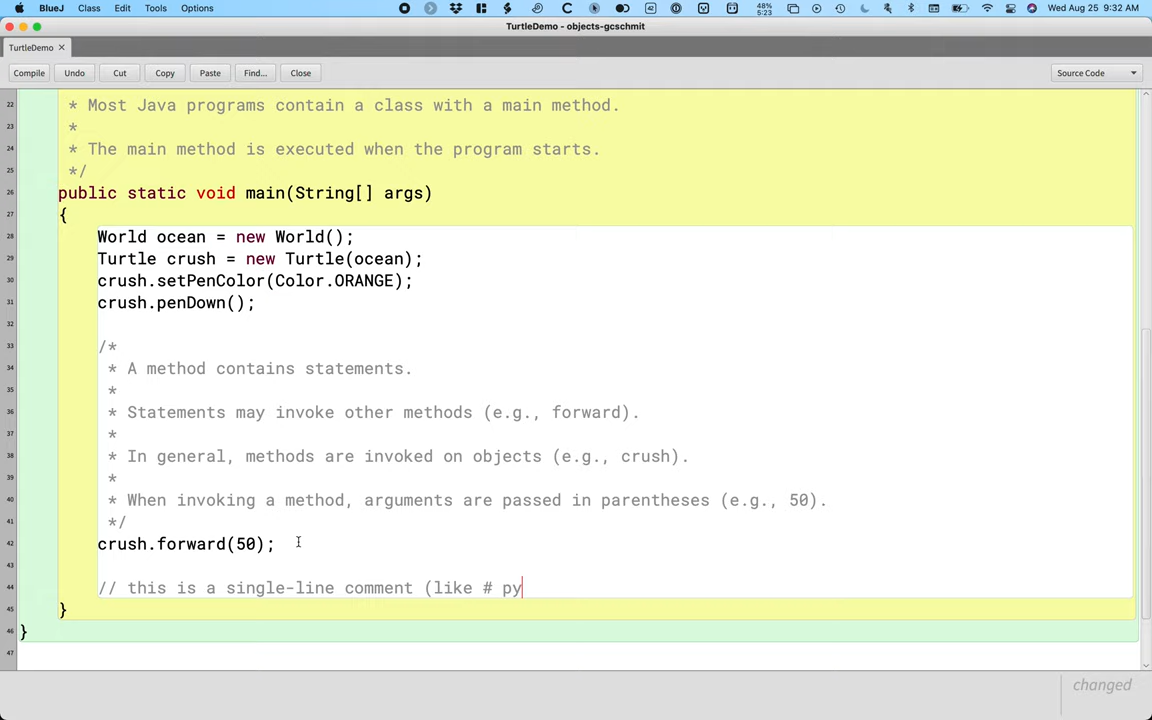 BlueJ Class Edit Tools Options 42 48% 5:23 Wed Aug 25 9:32 AM
TurtleDemo - objects-gcschmit
TurtleDemo ×
Compile Undo Cut Copy Paste Find... Close Source Code
22 * Most Java programs contain a class with a main method.
23 *
24 * The main method is executed when the program starts.
25 */
26 public static void main(String[] args)
27 {
28 World ocean = new World();
29 Turtle crush = new Turtle(ocean);
30 crush.setPenColor(Color.ORANGE);
31 crush.penDown();
32
33 /*
34 * A method contains statements.
35 *
36 * Statements may invoke other methods (e.g., forward).
37 *
38 * In general, methods are invoked on objects (e.g., crush).
39 *
40 * When invoking a method, arguments are passed in parentheses (e.g., 50).
41 */
42 crush.forward(50);
43
44 // this is a single-line comment (like # py
45 }
46 }
47
changed